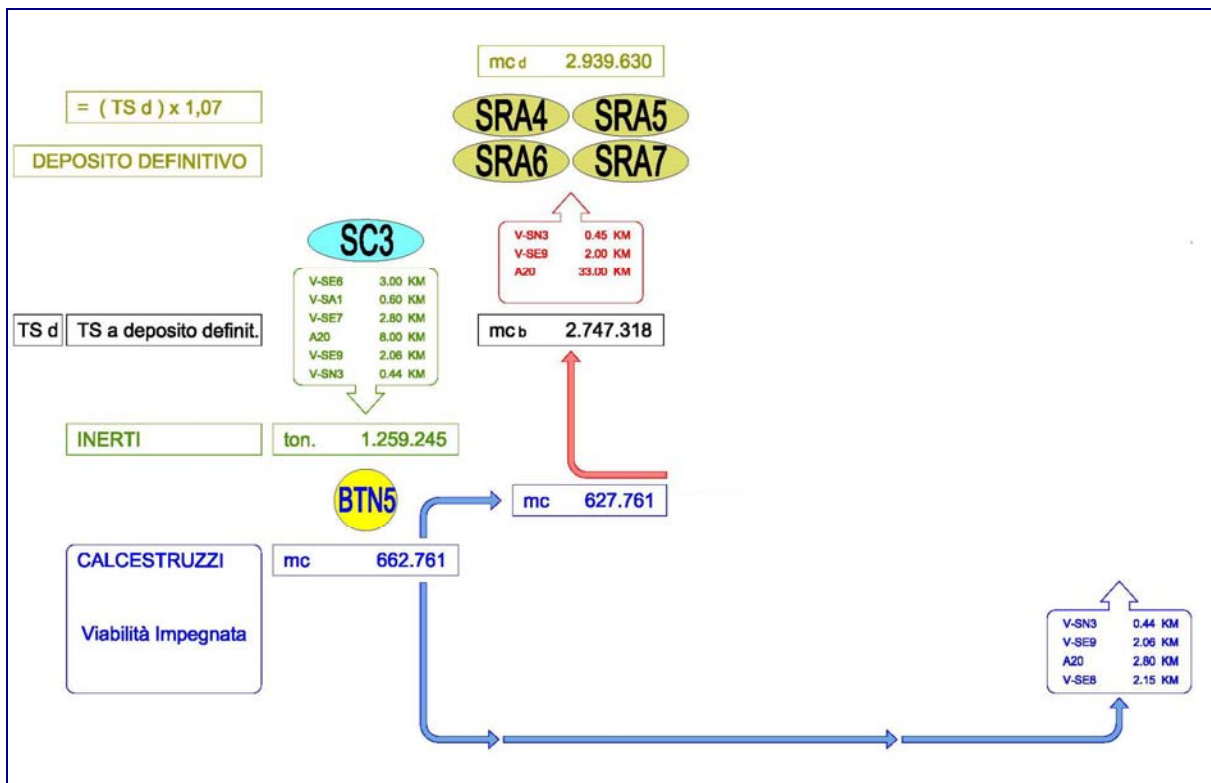 mc d 2.939.630
= ( TS d ) x 1,07
SRA4 SRA5
DEPOSITO DEFINITIVO
SRA6 SRA7
SC3
V-SN3 0.45 KM
V-SE9 2.00 KM
A20 33.00 KM
V-SE6 3.00 KM
V-SA1 0.60 KM
V-SE7 2.80 KM
A20 8.00 KM
V-SE9 2.06 KM
V-SN3 0.44 KM
TS d TS a deposito definit.
mc b 2.747.318
INERTI
ton. 1.259.245
BTN5
mc 627.761
CALCESTRUZZI
mc 662.761
Viabilità Impegnata
V-SN3 0.44 KM
V-SE9 2.06 KM
A20 2.80 KM
V-SE8 2.15 KM